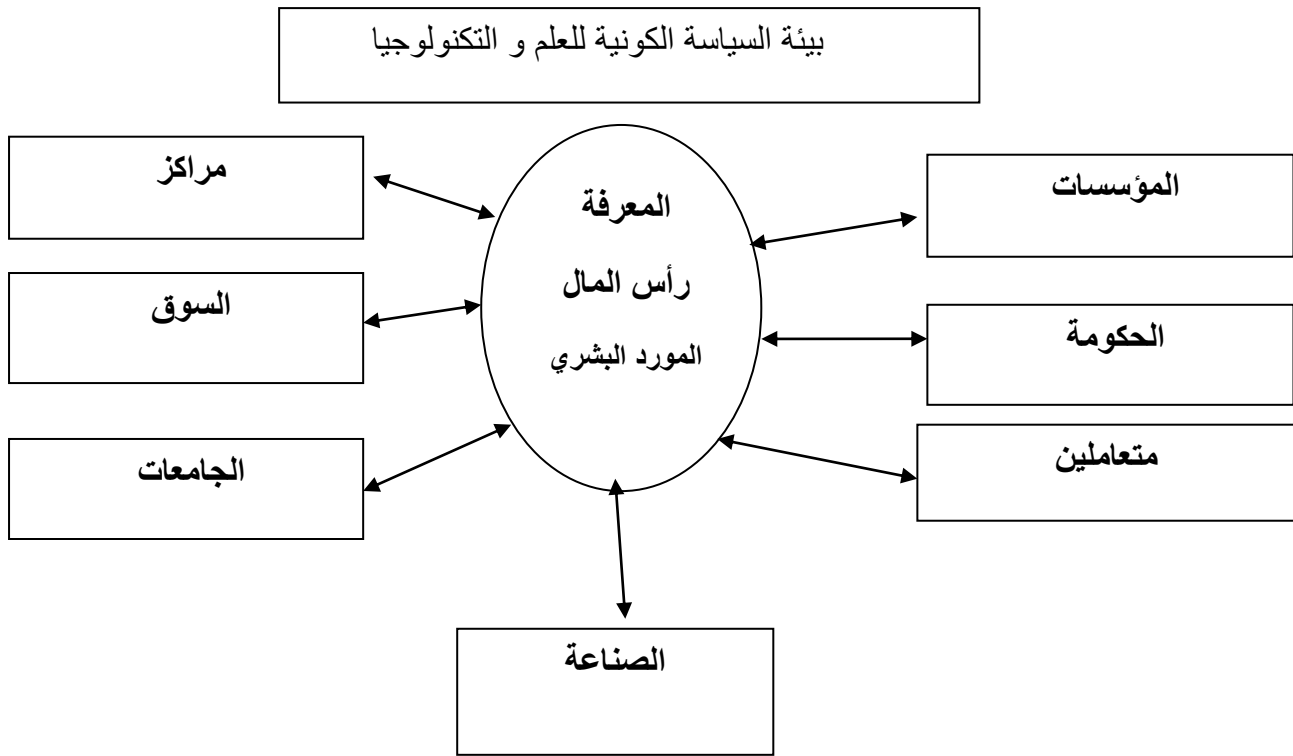 بيئة السياسة الكونية للعلم و التكنولوجيا
المؤسسات
المعرفة
مراكز
رأس المال
السوق
الحكومة
المورد البشري
متعاملين
الجامعات
الصناعة